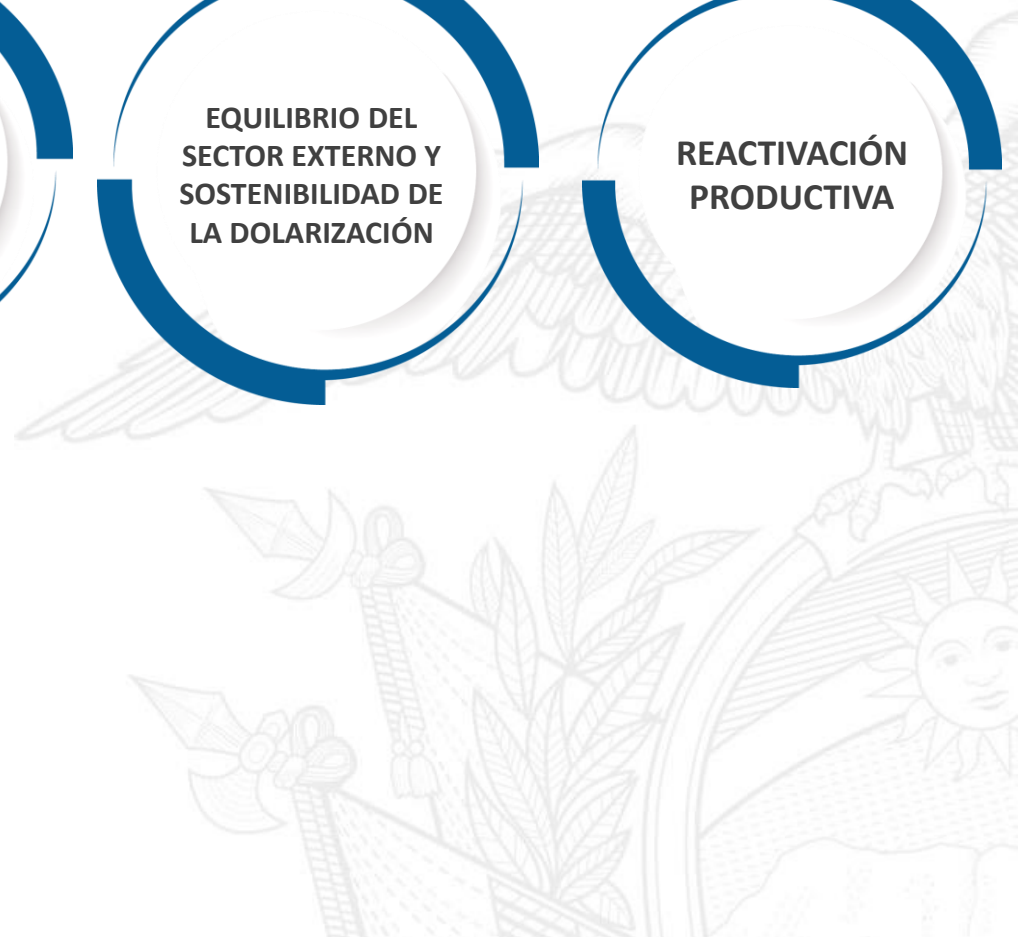 EQUILIBRIO DEL
SECTOR EXTERNO Y
SOSTENIBILIDAD DE
LA DOLARIZACIÓN
REACTIVACIÓN
PRODUCTIVA